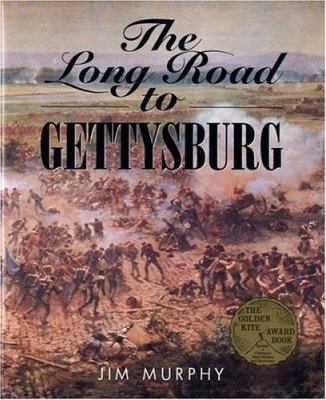 The
Long Road
to
GETTYSBURG
THE
GOLDEN
KITE
AWARD
BOOK
JIM MURPHY